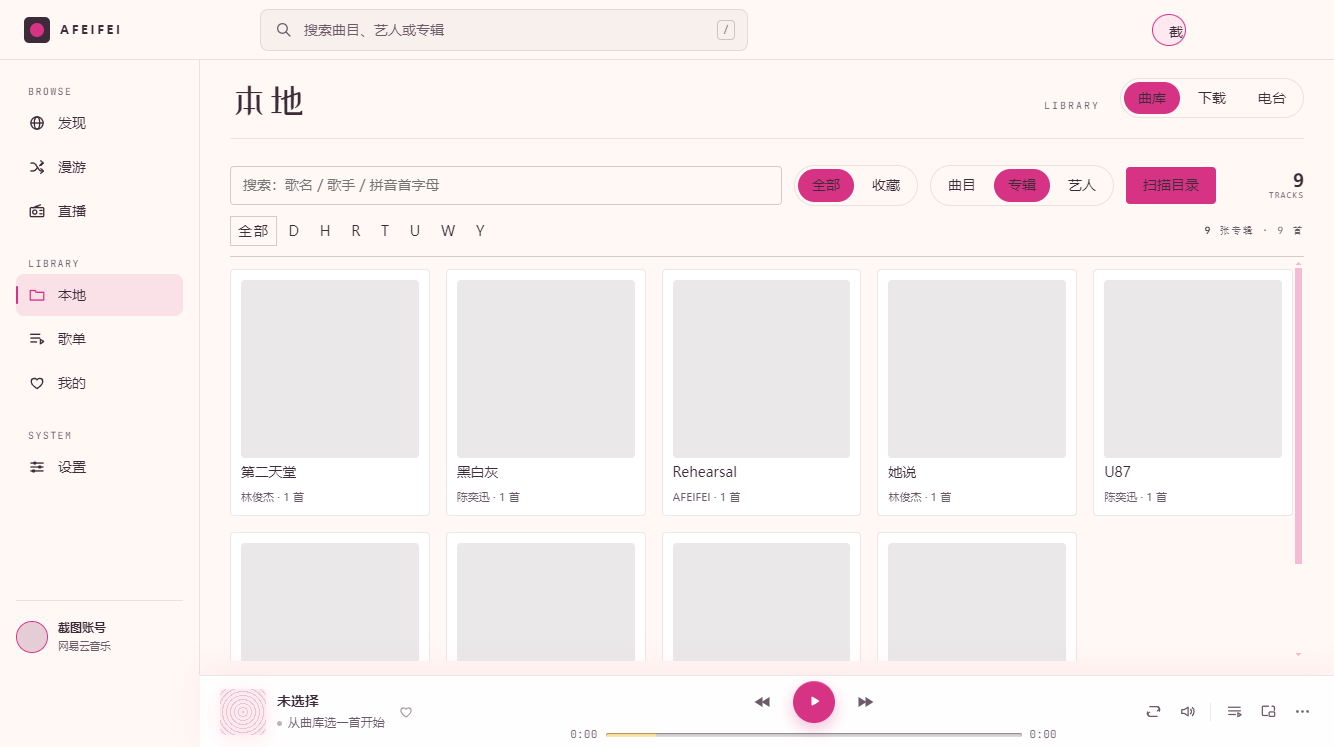 AFEIFEI
搜索曲目、艺人或专辑
/
截
BROWSE
发现
漫游
直播
LIBRARY
本地
歌单
我的
SYSTEM
设置
截图账号
网易云音乐
本地
LIBRARY
曲库 下载 电台
搜索: 歌名 / 歌手 / 拼音首字母
全部 收藏
曲目 专辑 艺人
扫描目录
9
TRACKS
全部 D H R T U W Y
9 张专辑 · 9 首
第二天堂
林俊杰 · 1 首
黑白灰
陈奕迅 · 1 首
Rehearsal
AFEIFEI · 1 首
她说
林俊杰 · 1 首
U87
陈奕迅 · 1 首
未选择
从曲库选一首开始
0:00
0:00